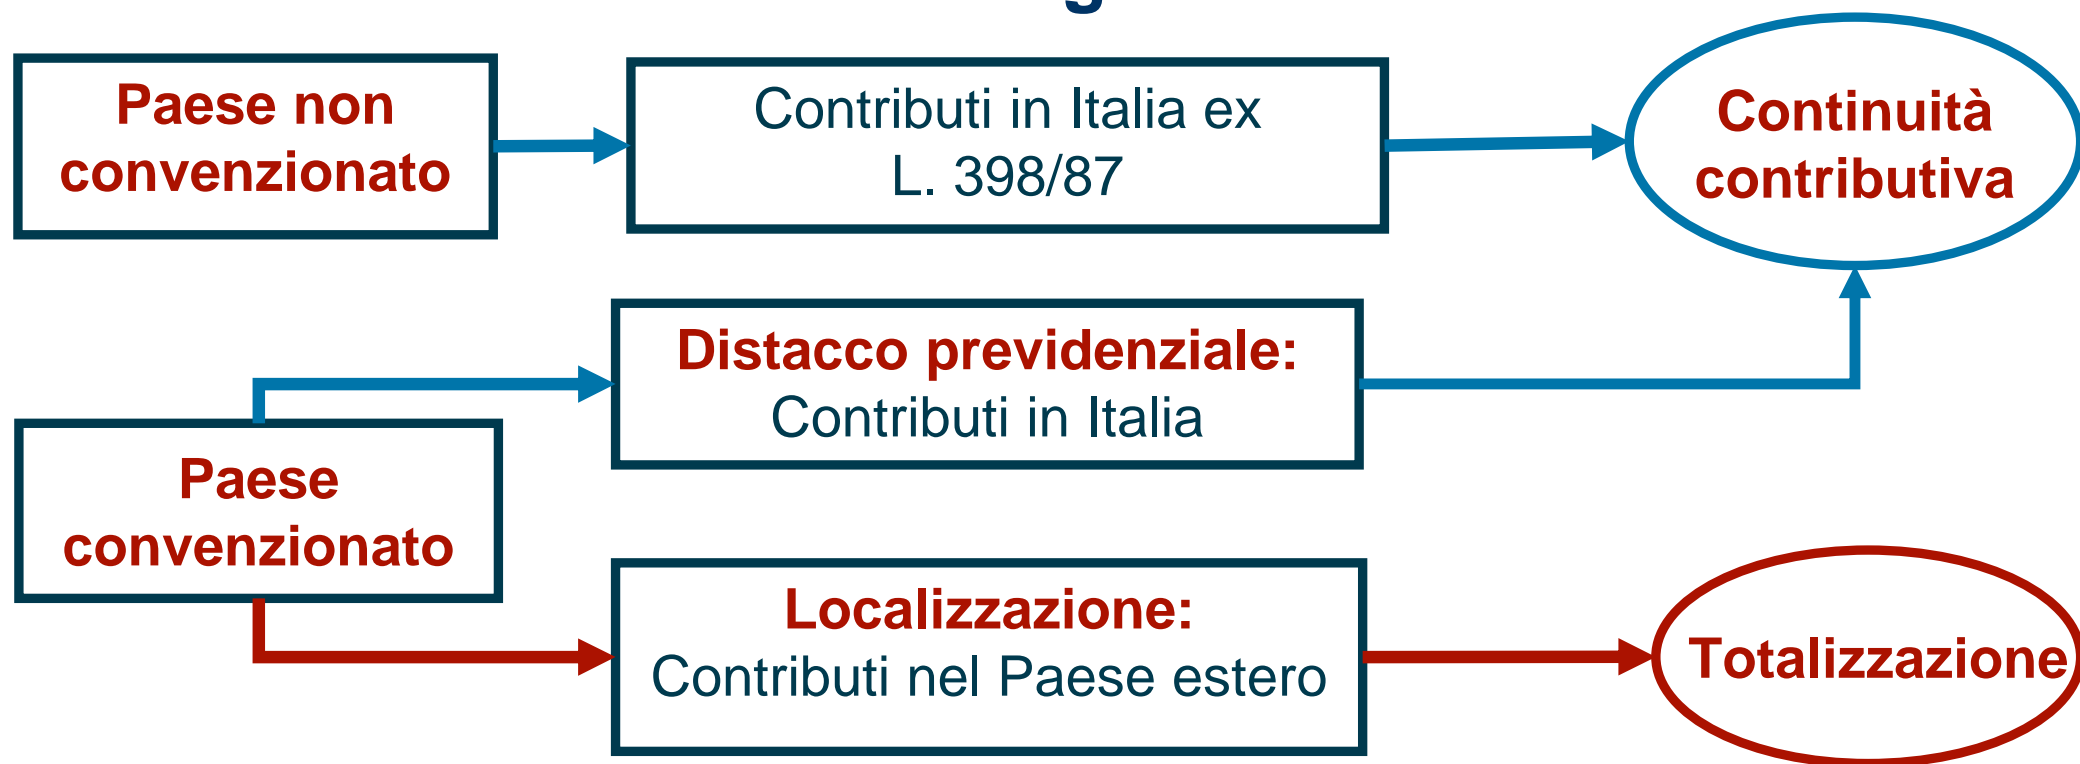 Paese non
convenzionato
Contributi in Italia ex
L. 398/87
Continuità
contributiva
Distacco previdenziale:
Contributi in Italia
Paese
convenzionato
Localizzazione:
Contributi nel Paese estero
Totalizzazione